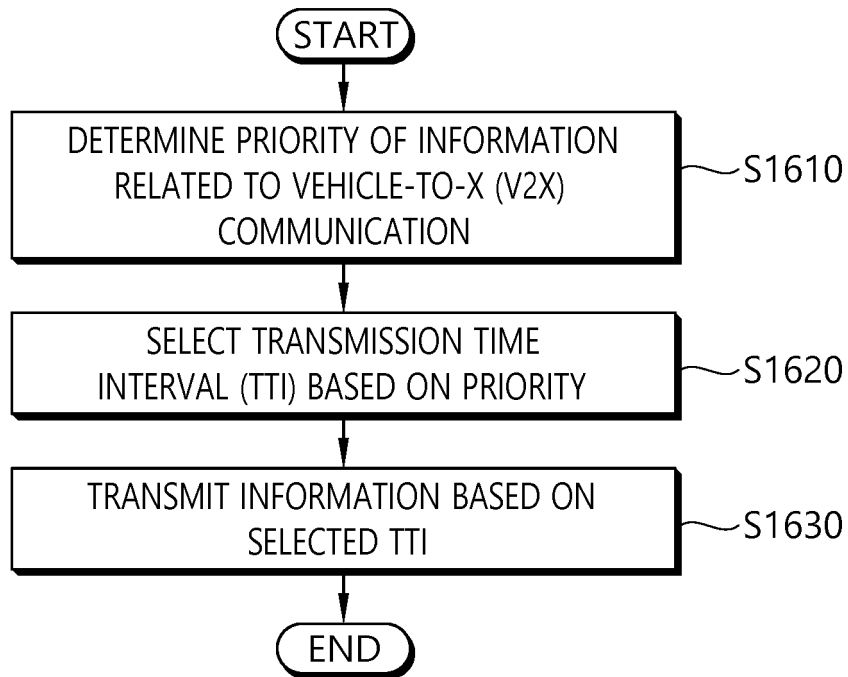 START
DETERMINE PRIORITY OF INFORMATION
RELATED TO VEHICLE-TO-X (V2X)
COMMUNICATION
S1610
SELECT TRANSMISSION TIME
INTERVAL (TTI) BASED ON PRIORITY
S1620
TRANSMIT INFORMATION BASED ON
SELECTED TTI
S1630
END